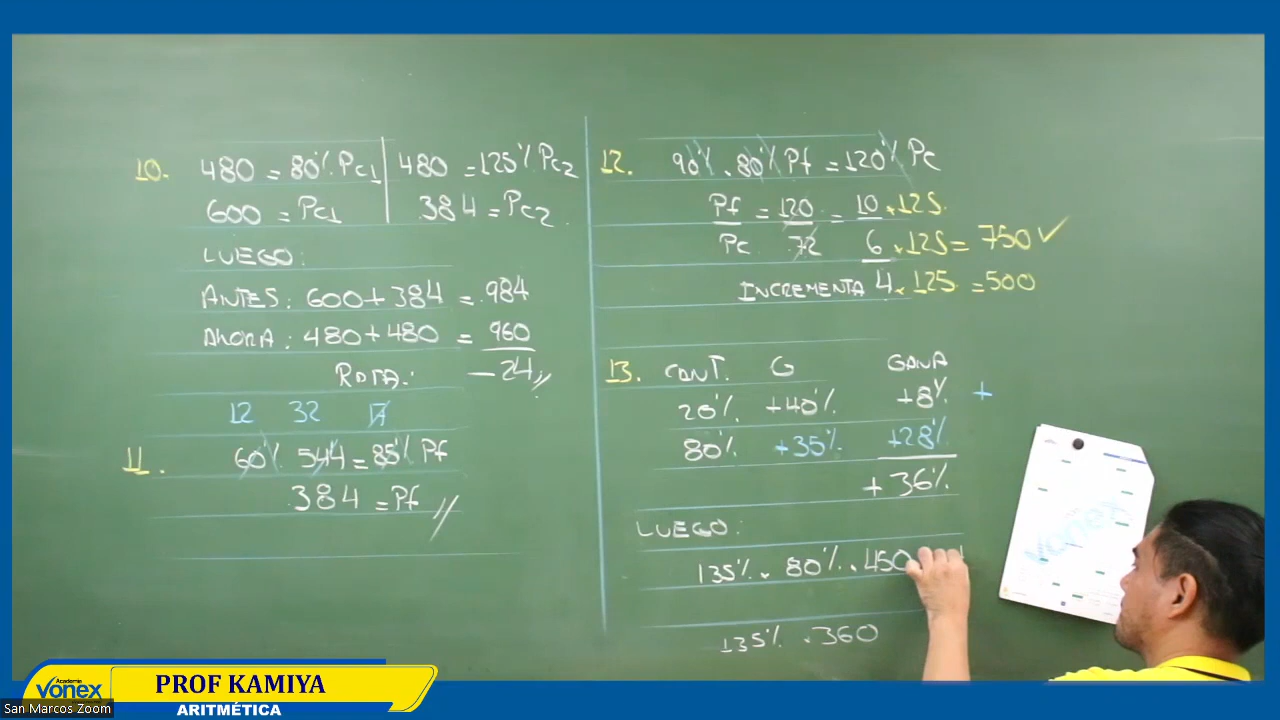 10. 480 = 80% Pc1 | 480 = 125% Pc2
600 = Pc1 | 384 = Pc2
LUEGO:
ANTES: 600+384 = 984
AHORA: 480+480 = 960
RPTA: -24
12 32
11. 60% 544 = 85% Pf
384 = Pf
12. 90% . 80% Pf = 120% Pc
Pf = 120 = 10 × 125
Pc 72 6 × 125 = 750 ✓
INCREMENTA 4 × 125 = 500
13. CANT. G GANA
20% +40% +8% +
80% +35% +28%
+36%
LUEGO:
135% . 80% . 450
135% . 360
Vonex
Academia
Vonex
PROF KAMIYA
ARITMÉTICA
San Marcos Zoom